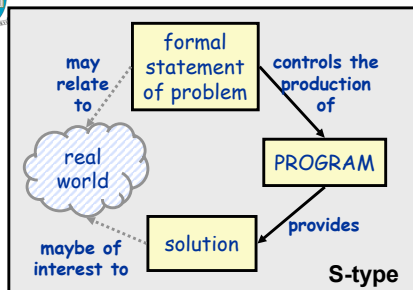 formal
statement
of problem
may
relate
to
controls the
production
of
real
world
PROGRAM
provides
solution
maybe of
interest to
S-type